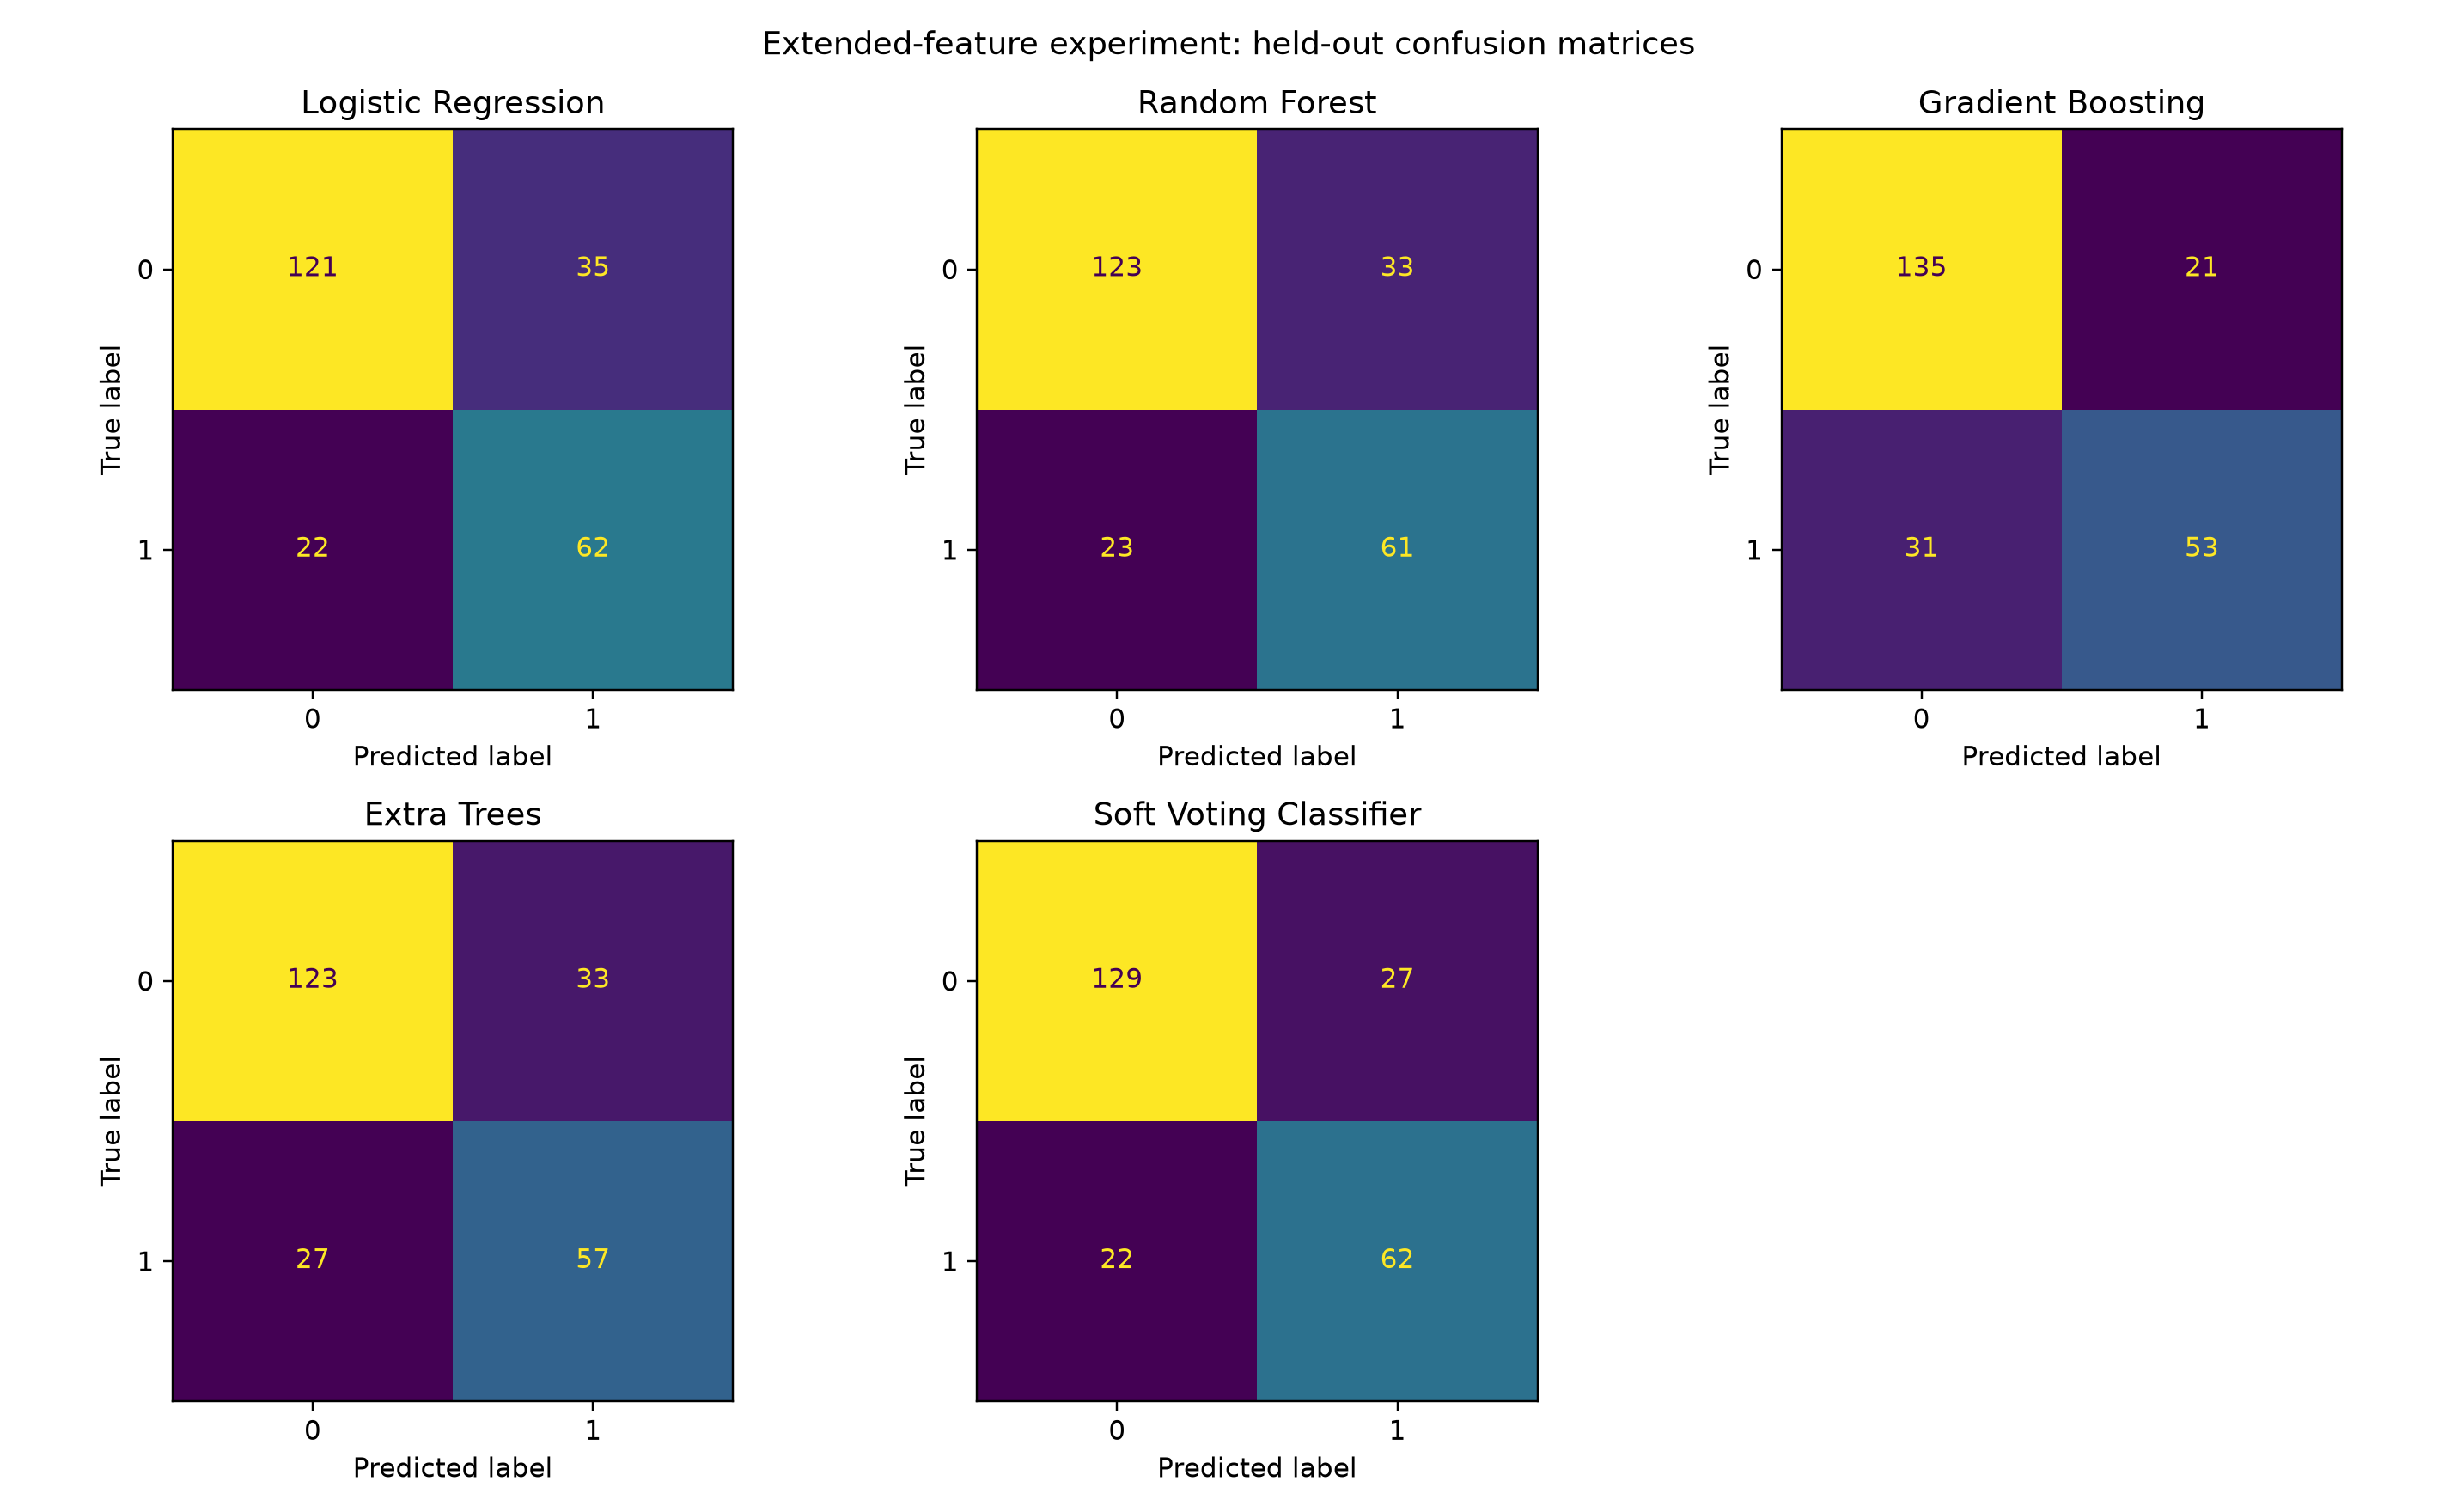 Extended-feature experiment: held-out confusion matrices
Logistic Regression
True label
0
1
121
35
22
62
0
1
Predicted label
Random Forest
True label
0
1
123
33
23
61
0
1
Predicted label
Gradient Boosting
True label
0
1
135
21
31
53
0
1
Predicted label
Extra Trees
True label
0
1
123
33
27
57
0
1
Predicted label
Soft Voting Classifier
True label
0
1
129
27
22
62
0
1
Predicted label